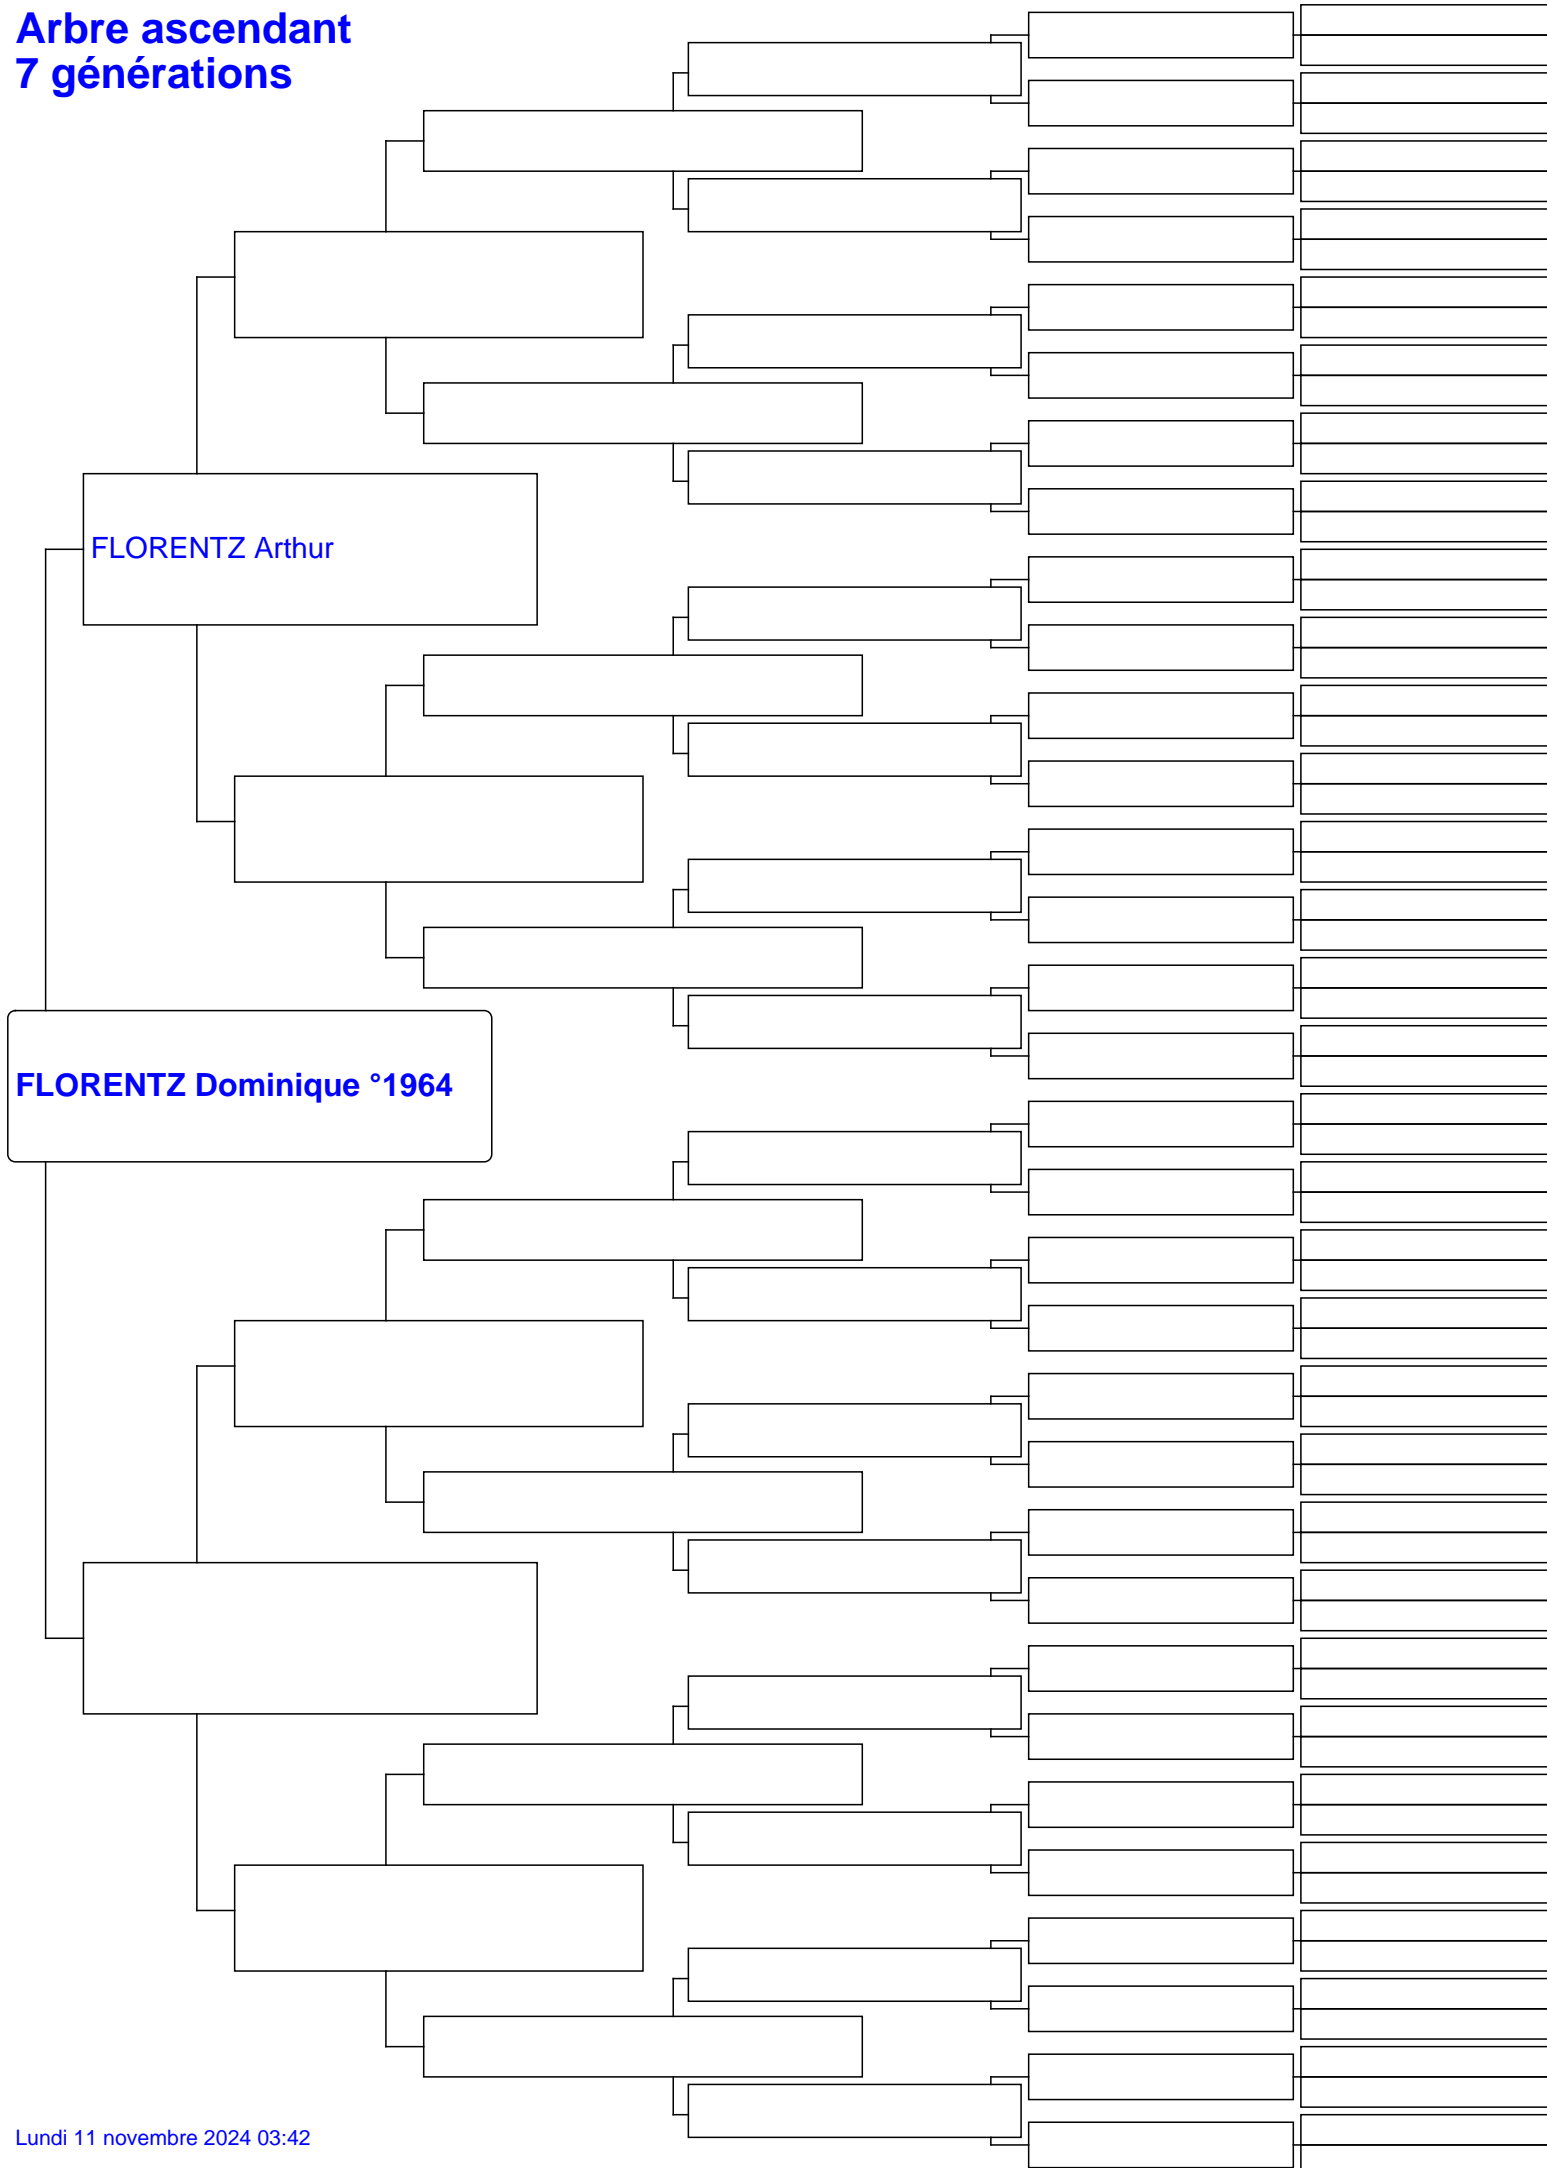 Arbre ascendant
7 générations
FLORENTZ Arthur
FLORENTZ Dominique °1964
Lundi 11 novembre 2024 03:42